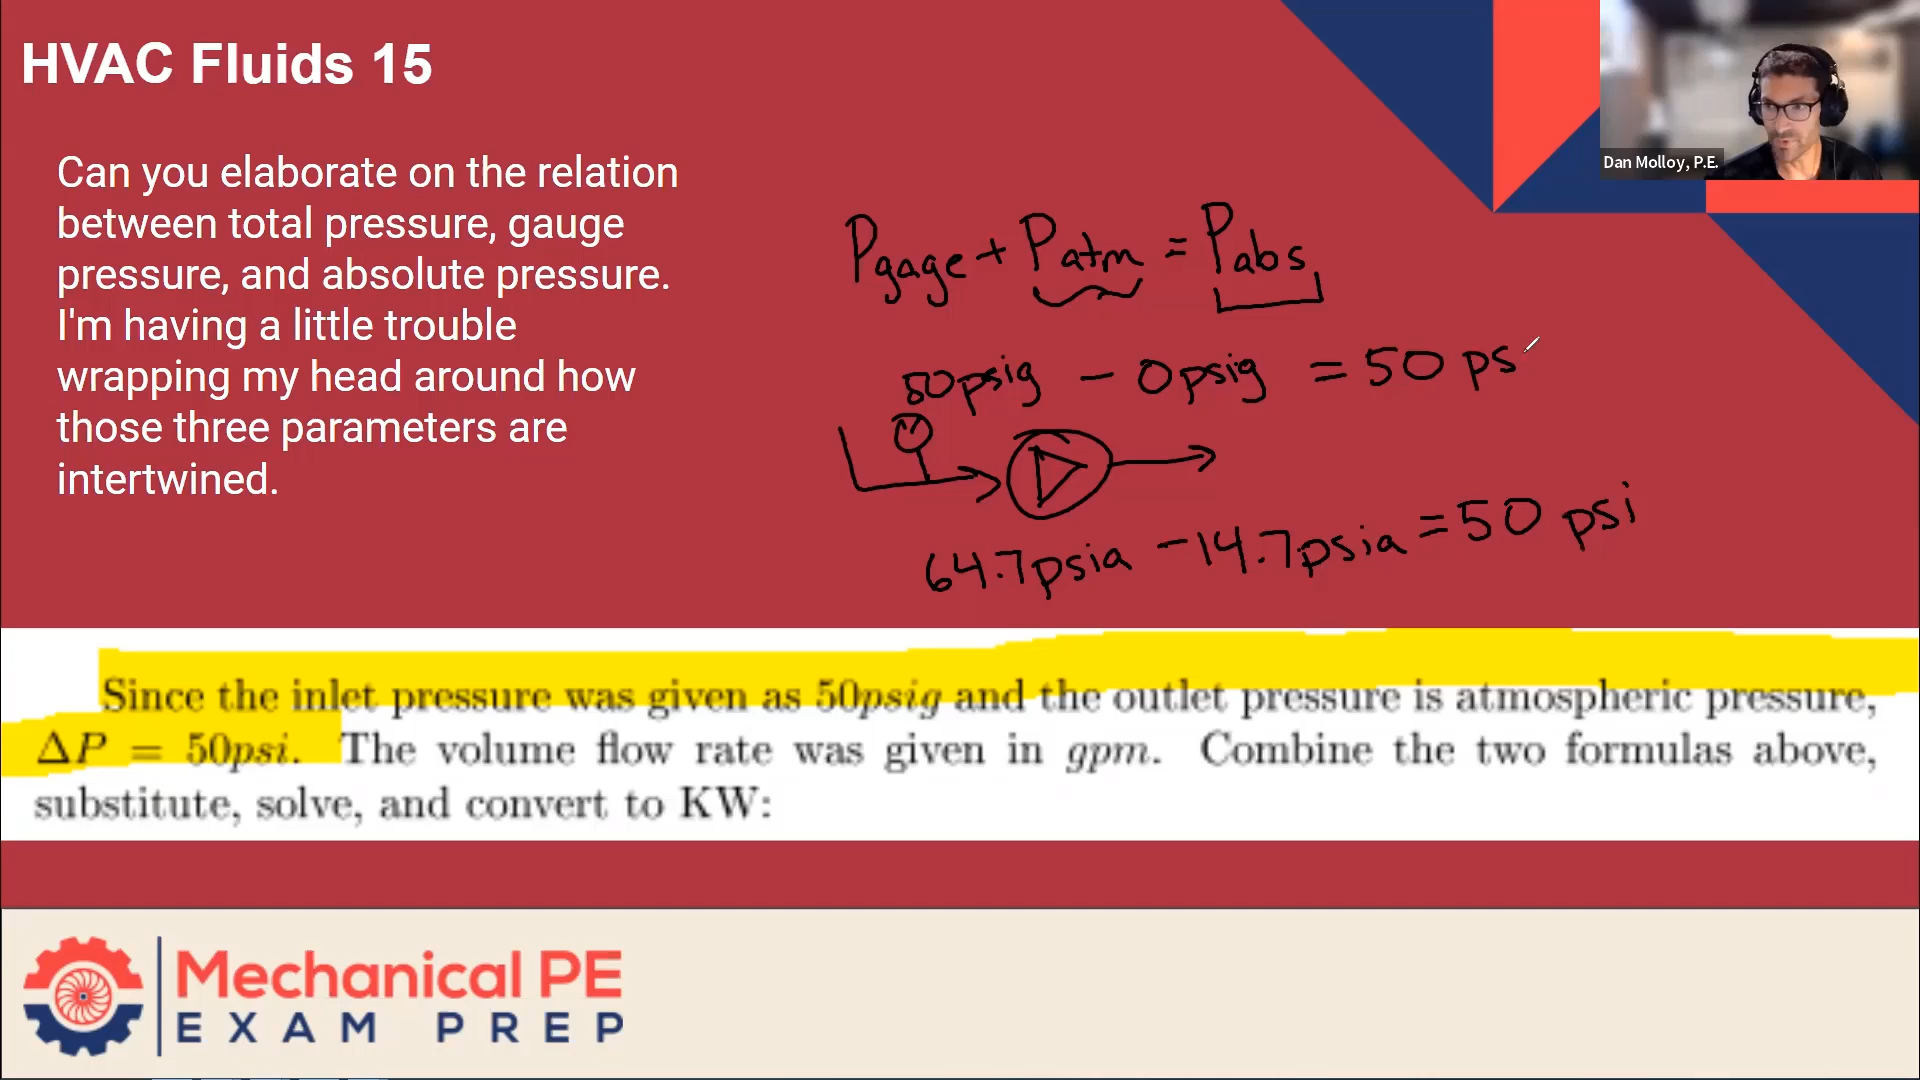 HVAC Fluids 15
Can you elaborate on the relation
between total pressure, gauge
pressure, and absolute pressure.
I'm having a little trouble
wrapping my head around how
those three parameters are
intertwined.
Dan Molloy, P.E.
Pgage + Patm = Pabs
50psig - 0psig = 50 ps
64.7psia - 14.7psia = 50 psi
Since the inlet pressure was given as 50psig and the outlet pressure is atmospheric pressure,
ΔP = 50psi. The volume flow rate was given in gpm. Combine the two formulas above,
substitute, solve, and convert to KW:
Mechanical PE
EXAM PREP